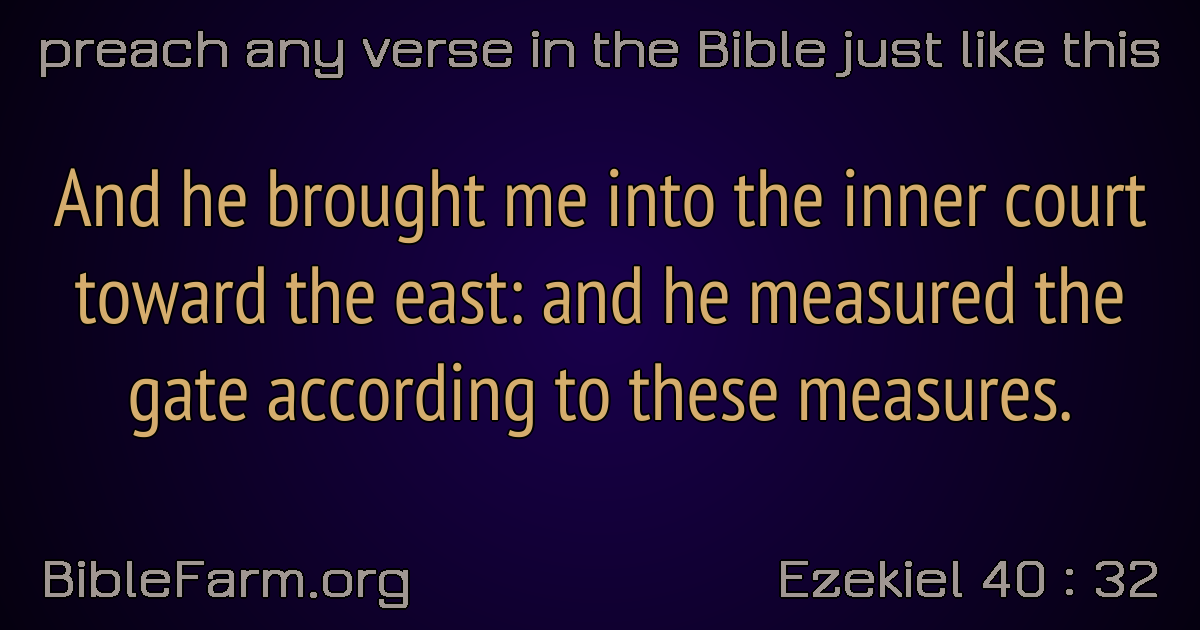 preach any verse in the Bible just like this
And he brought me into the inner court
toward the east: and he measured the
gate according to these measures.
BibleFarm.org
Ezekiel 40 : 32